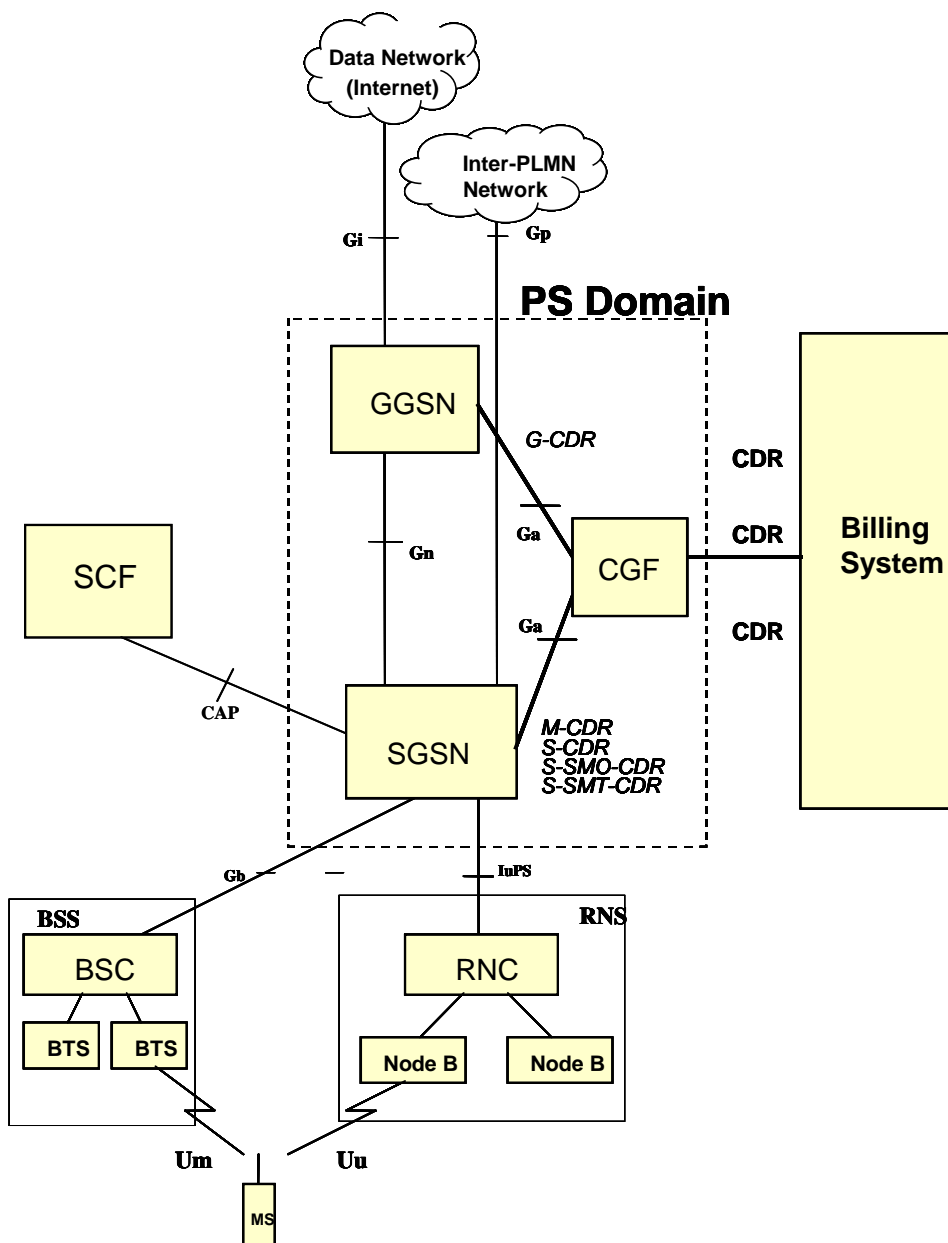 Data Network
(Internet)
Inter-PLMN
Network
Gi
Gp
PS Domain
GGSN
G-CDR
CDR
Ga
Gn
CDR
Billing
System
SCF
CGF
Ga
CDR
CAP
SGSN
M-CDR
S-CDR
S-SMO-CDR
S-SMT-CDR
Gb
IuPS
BSS
RNS
BSC
RNC
BTS
BTS
Node B
Node B
Um
Uu
MS